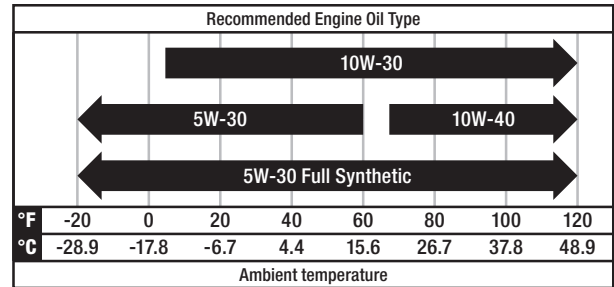 Recommended Engine Oil Type
10W-30
5W-30 10W-40
5W-30 Full Synthetic
°F -20 0 20 40 60 80 100 120
°C -28.9 -17.8 -6.7 4.4 15.6 26.7 37.8 48.9
Ambient temperature